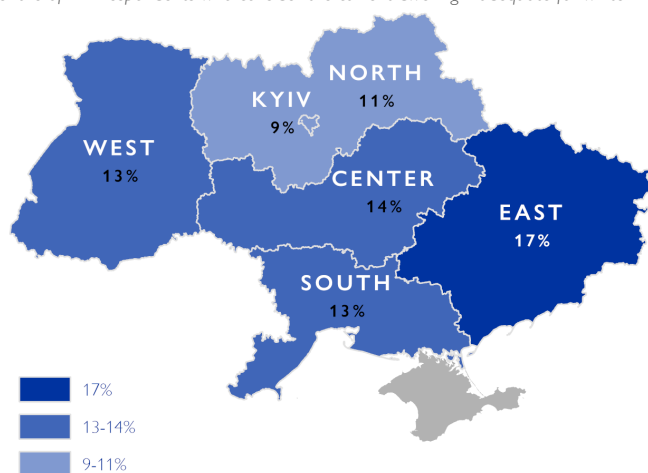 NORTH
11%
KYIV
9%
WEST
13%
CENTER
14%
EAST
17%
SOUTH
13%
17%
13-14%
9-11%